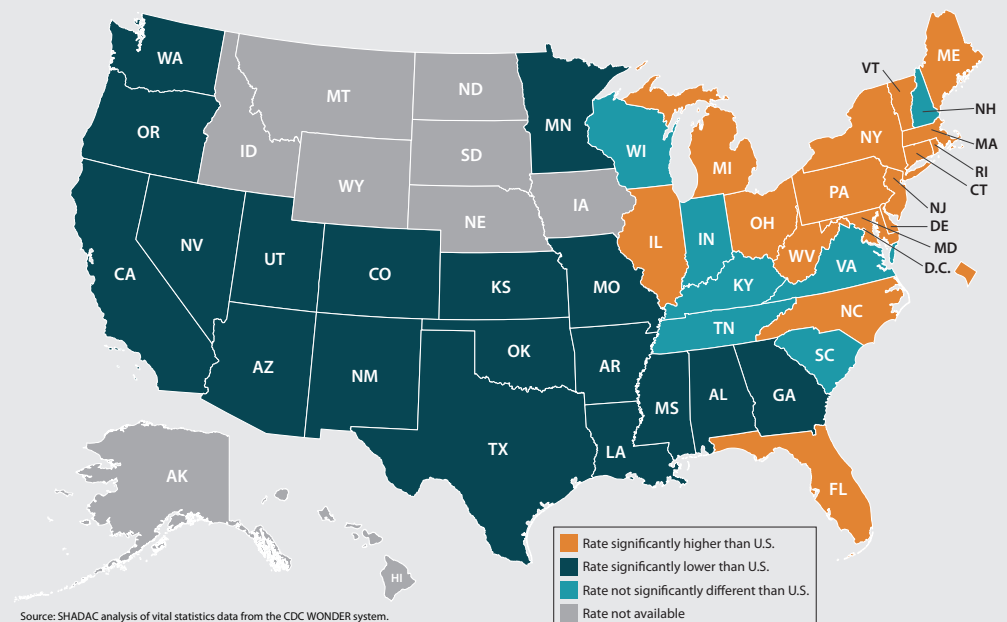 WA
OR
CA
NV
ID
MT
WY
UT
AZ
CO
NM
ND
SD
NE
KS
OK
TX
MN
IA
MO
AR
LA
WI
IL
MI
IN
OH
KY
TN
MS
AL
GA
FL
SC
NC
VA
WV
PA
NY
VT
ME
NH
MA
RI
CT
NJ
DE
MD
D.C.
AK
HI
Rate significantly higher than U.S.
Rate significantly lower than U.S.
Rate not significantly different than U.S.
Rate not available
Source: SHADAC analysis of vital statistics data from the CDC WONDER system.